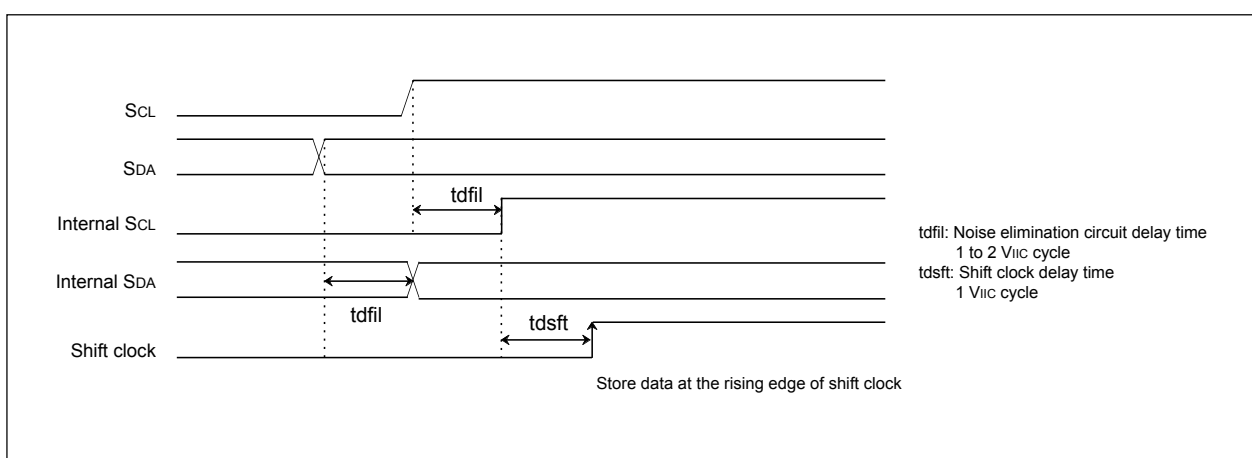 SCL
SDA
tdfil
Internal SCL
tdfil: Noise elimination circuit delay time
1 to 2 VIIC cycle
tdsft: Shift clock delay time
1 VIIC cycle
Internal SDA
tdfil
tdsft
Shift clock
Store data at the rising edge of shift clock